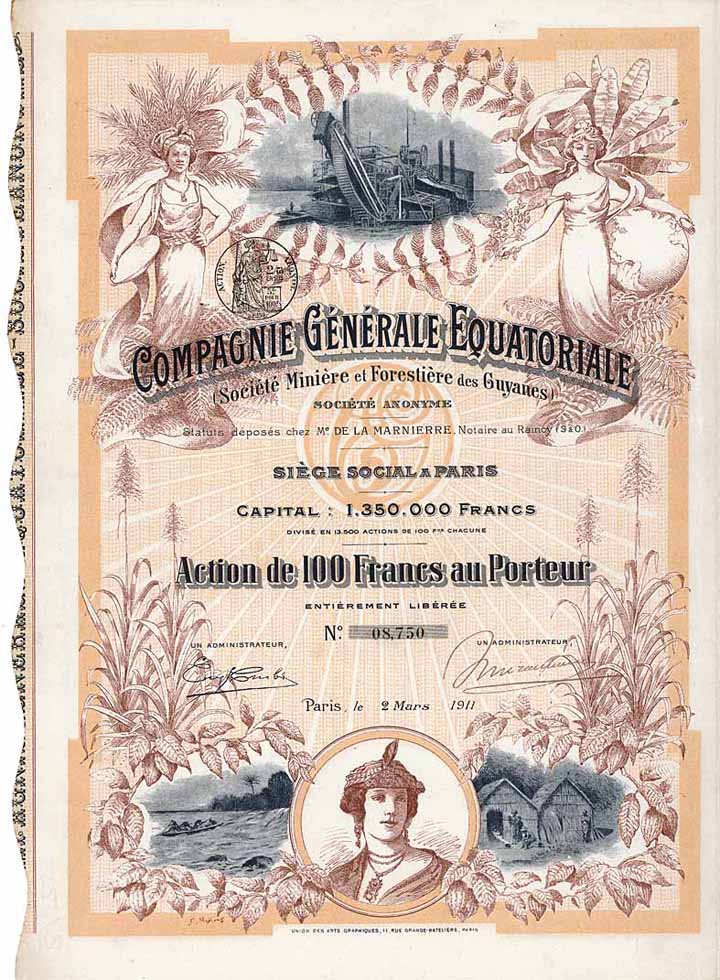 COMPAGNIE GÉNÉRALE EQUATORIALE
(Société Minière et Forestière des Guyanes)
SOCIÉTÉ ANONYME
Statuts déposés chez Me DE LA MARNIERRE, Notaire au Raincy (S&O.)
SIÈGE SOCIAL A PARIS
CAPITAL : 1.350.000 FRANCS
DIVISÉ EN 13.500 ACTIONS DE 100 FRS CHACUNE
Action de 100 Francs au Porteur
ENTIÈREMENT LIBÉRÉE
No. 08,750
UN ADMINISTRATEUR, UN ADMINISTRATEUR,
Paris, le 2 Mars 1911
UNION DES ARTS GRAPHIQUES, 11, RUE GRANGE-BATELIÈRE, PARIS